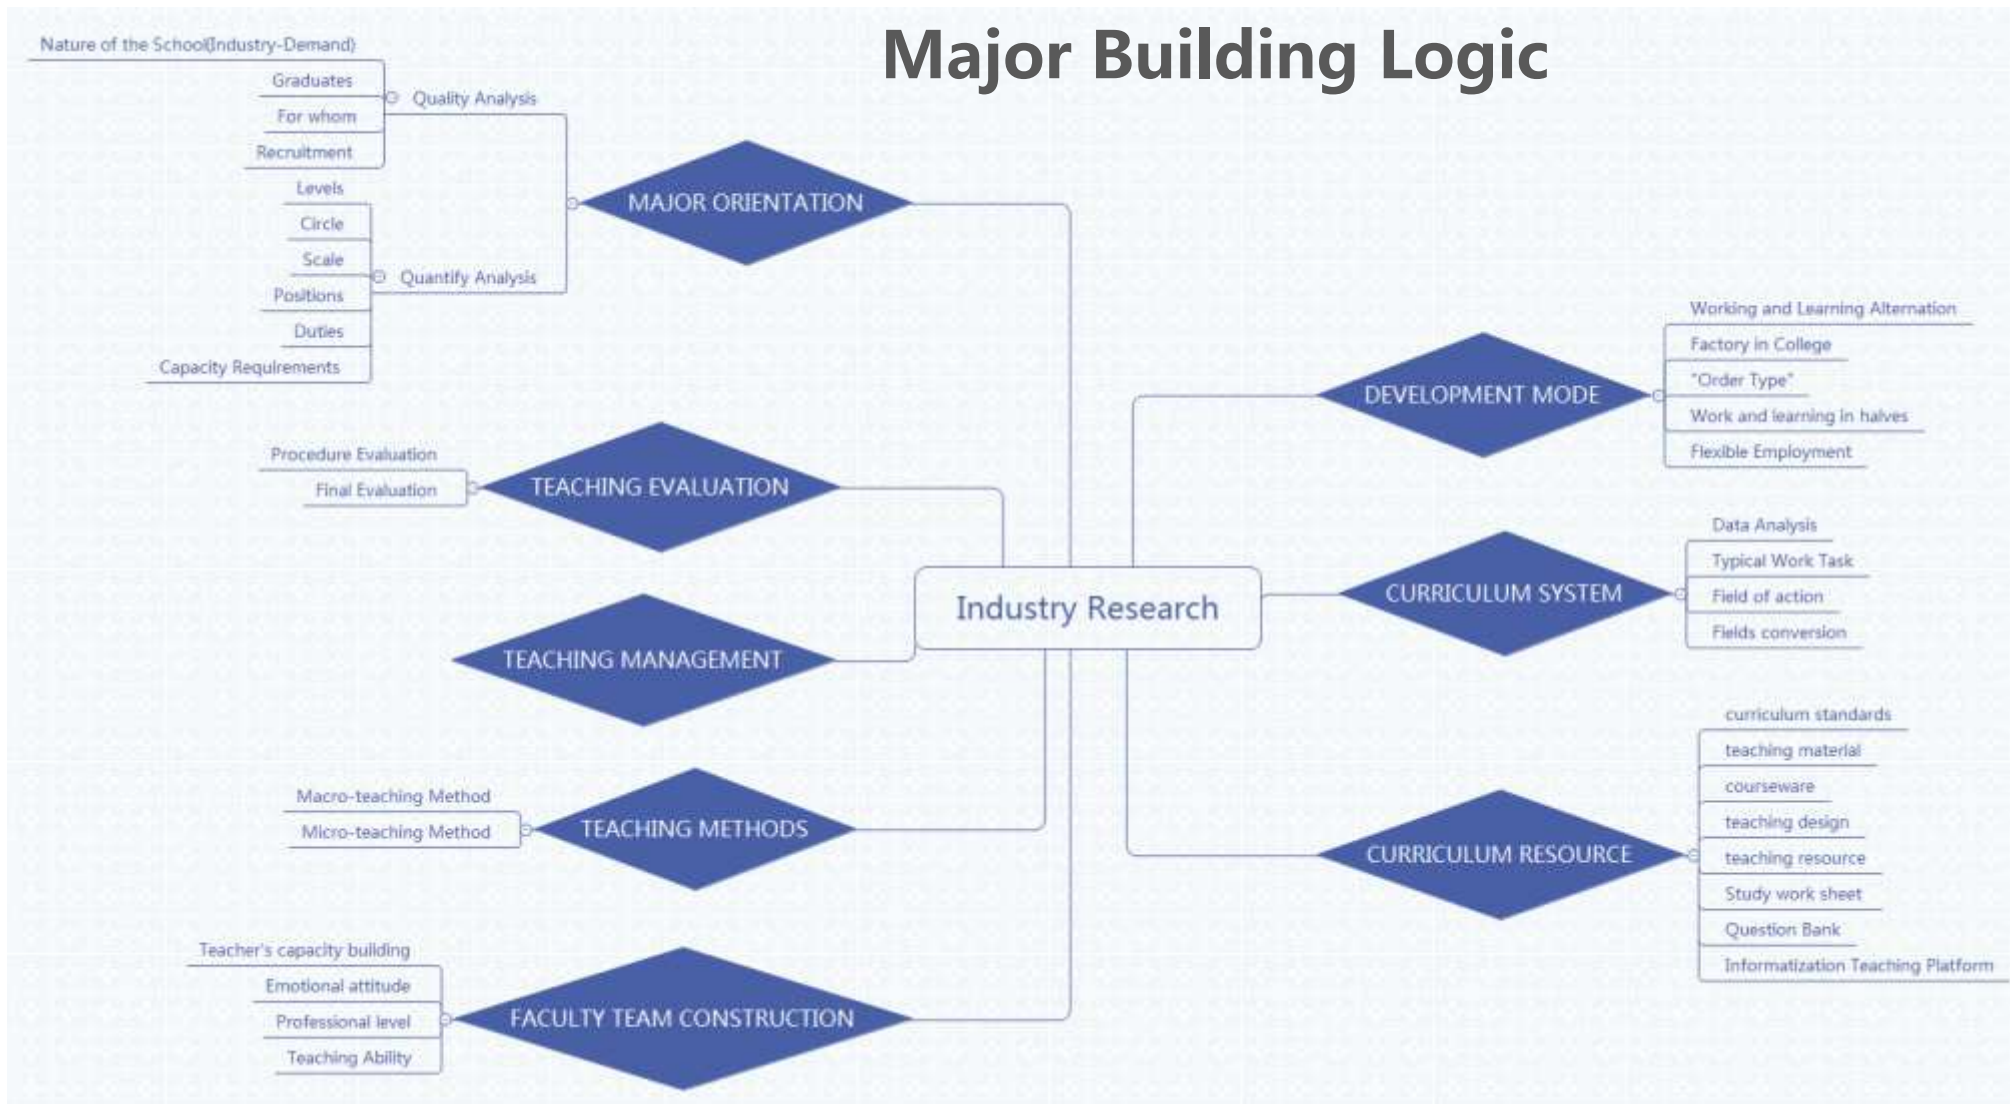 Major Building Logic
Nature of the School(Industry-Demand)
Graduates
For whom
Recruitment
Quality Analysis
Levels
Circle
Scale
Positions
Duties
Capacity Requirements
Quantify Analysis
MAJOR ORIENTATION
Procedure Evaluation
Final Evaluation
TEACHING EVALUATION
TEACHING MANAGEMENT
Macro-teaching Method
Micro-teaching Method
TEACHING METHODS
Teacher's capacity building
Emotional attitude
Professional level
Teaching Ability
FACULTY TEAM CONSTRUCTION
Industry Research
DEVELOPMENT MODE
Working and Learning Alternation
Factory in College
"Order Type"
Work and learning in halves
Flexible Employment
CURRICULUM SYSTEM
Data Analysis
Typical Work Task
Field of action
Fields conversion
CURRICULUM RESOURCE
curriculum standards
teaching material
courseware
teaching design
teaching resource
Study work sheet
Question Bank
Informatization Teaching Platform